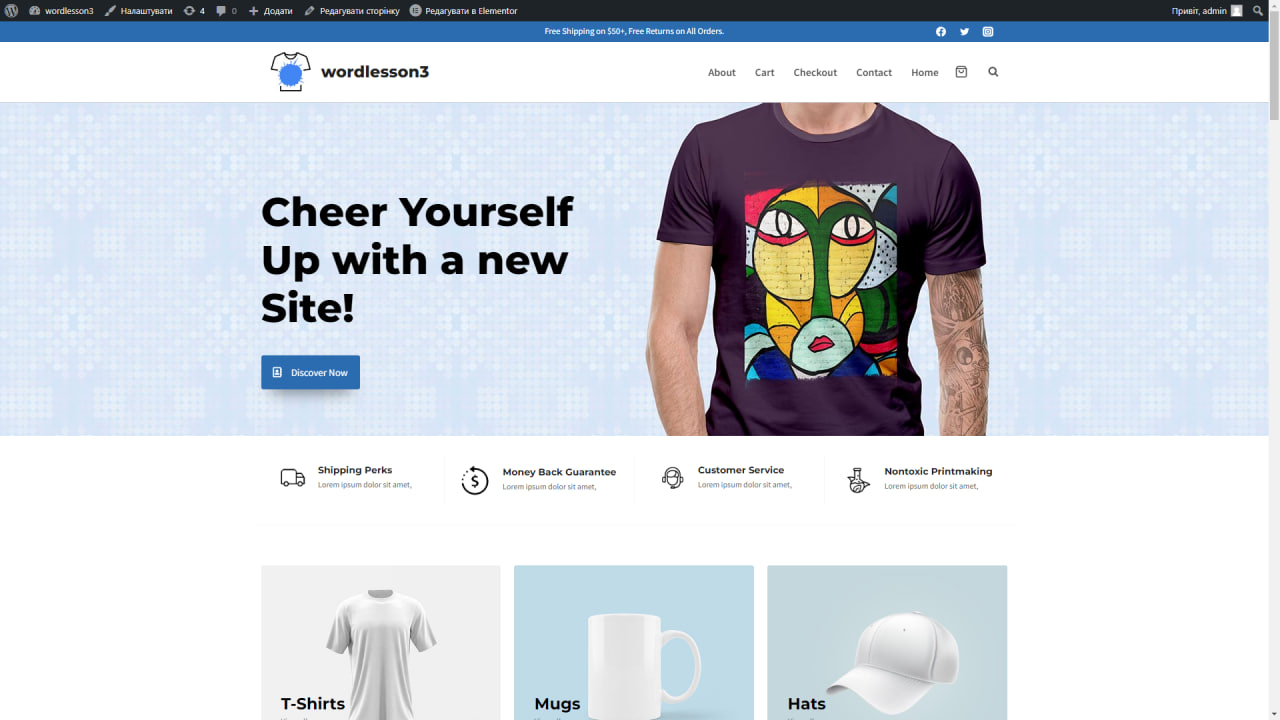 wordlesson3 Налаштувати 4 0 Додати Редагувати сторінку Редагувати в Elementor Привіт, admin
Free Shipping on $50+, Free Returns on All Orders.
wordlesson3
About Cart Checkout Contact Home
Cheer Yourself
Up with a new
Site!
Discover Now
Shipping Perks
Lorem ipsum dolor sit amet,
Money Back Guarantee
Lorem ipsum dolor sit amet,
Customer Service
Lorem ipsum dolor sit amet,
Nontoxic Printmaking
Lorem ipsum dolor sit amet,
T-Shirts
Mugs
Hats